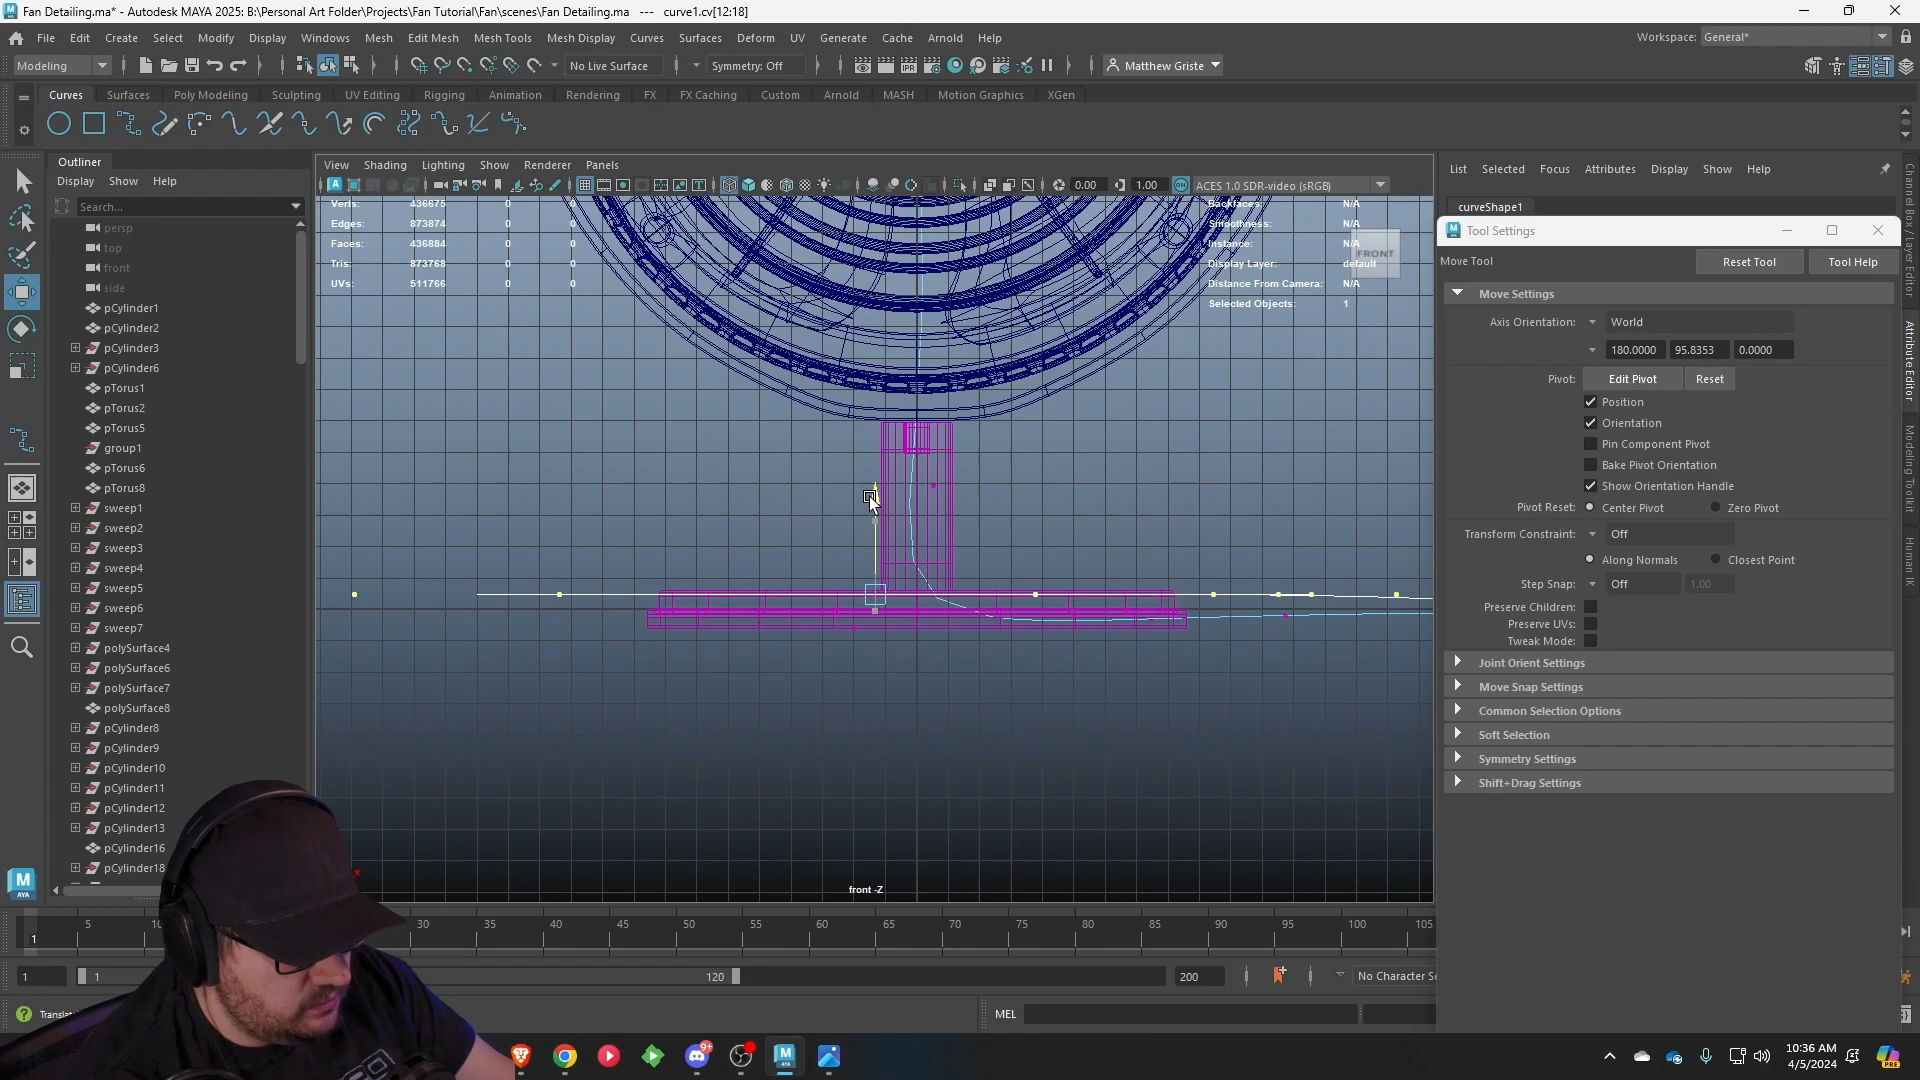 Fan Detailing.ma* - Autodesk MAYA 2025: B:\Personal Art Folder\Projects\Fan Tutorial\Fan\scenes\Fan Detailing.ma --- curve1.cv[12:18]
File Edit Create Select Modify Display Windows Mesh Edit Mesh Mesh Tools Mesh Display Curves Surfaces Deform UV Generate Cache Arnold Help
Workspace: General*
Modeling
No Live Surface
Symmetry: Off
Matthew Griste
Curves Surfaces Poly Modeling Sculpting UV Editing Rigging Animation Rendering FX FX Caching Custom Arnold MASH Motion Graphics XGen
Outliner
Display Show Help
Search...
persp
top
front
side
pCylinder1
pCylinder2
pCylinder3
pCylinder6
pTorus1
pTorus2
pTorus5
group1
pTorus6
pTorus8
sweep1
sweep2
sweep3
sweep4
sweep5
sweep6
sweep7
polySurface4
polySurface6
polySurface7
polySurface8
pCylinder8
pCylinder9
pCylinder10
pCylinder11
pCylinder12
pCylinder13
pCylinder16
pCylinder18
View Shading Lighting Show Renderer Panels
0.00 1.00 ON ACES 1.0 SDR-video (sRGB)
Verts: 436675 0 0
Edges: 873874 0 0
Faces: 436884 0 0
Tris: 873768 0 0
UVs: 511766 0 0
Backfaces: N/A
Smoothness: N/A
Instance: N/A
Display Layer: default
Distance From Camera: N/A
Selected Objects: 1
FRONT
front -Z
List Selected Focus Attributes Display Show Help
curveShape1
Tool Settings
Move Tool
Reset Tool Tool Help
Move Settings
Axis Orientation: World
180.0000 95.8353 0.0000
Pivot: Edit Pivot Reset
Position
Orientation
Pin Component Pivot
Bake Pivot Orientation
Show Orientation Handle
Pivot Reset: Center Pivot Zero Pivot
Transform Constraint: Off
Along Normals Closest Point
Step Snap: Off 1.00
Preserve Children:
Preserve UVs:
Tweak Mode:
Joint Orient Settings
Move Snap Settings
Common Selection Options
Soft Selection
Symmetry Settings
Shift+Drag Settings
Channel Box / Layer Editor
Attribute Editor
Modeling Toolkit
Human IK
M
AYA
1 5 30 35 40 45 50 55 60 65 70 75 80 85 90 95 100 105
1 1 120 200
No Character
MEL
9+
10:36 AM
4/5/2024
PRE